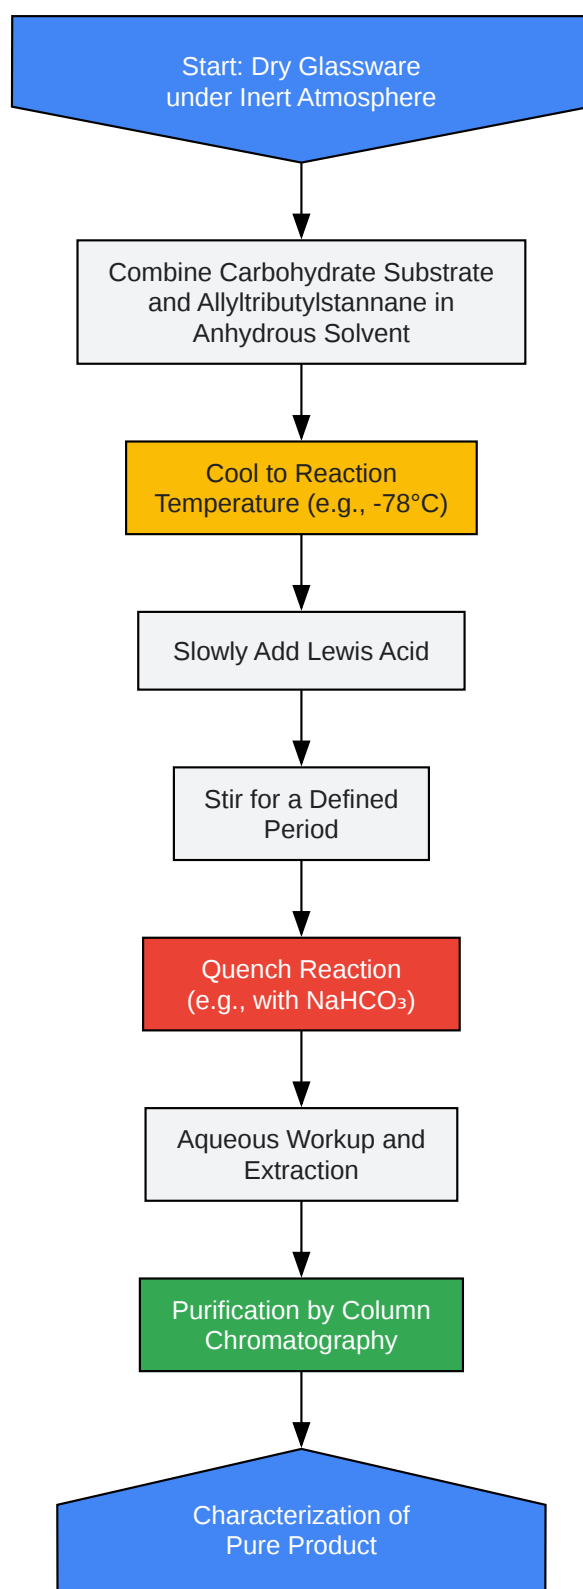 Start: Dry Glassware
under Inert Atmosphere
Combine Carbohydrate Substrate
and Allyltributylstannane in
Anhydrous Solvent
Cool to Reaction
Temperature (e.g., -78°C)
Slowly Add Lewis Acid
Stir for a Defined
Period
Quench Reaction
(e.g., with NaHCO₃)
Aqueous Workup and
Extraction
Purification by Column
Chromatography
Characterization of
Pure Product